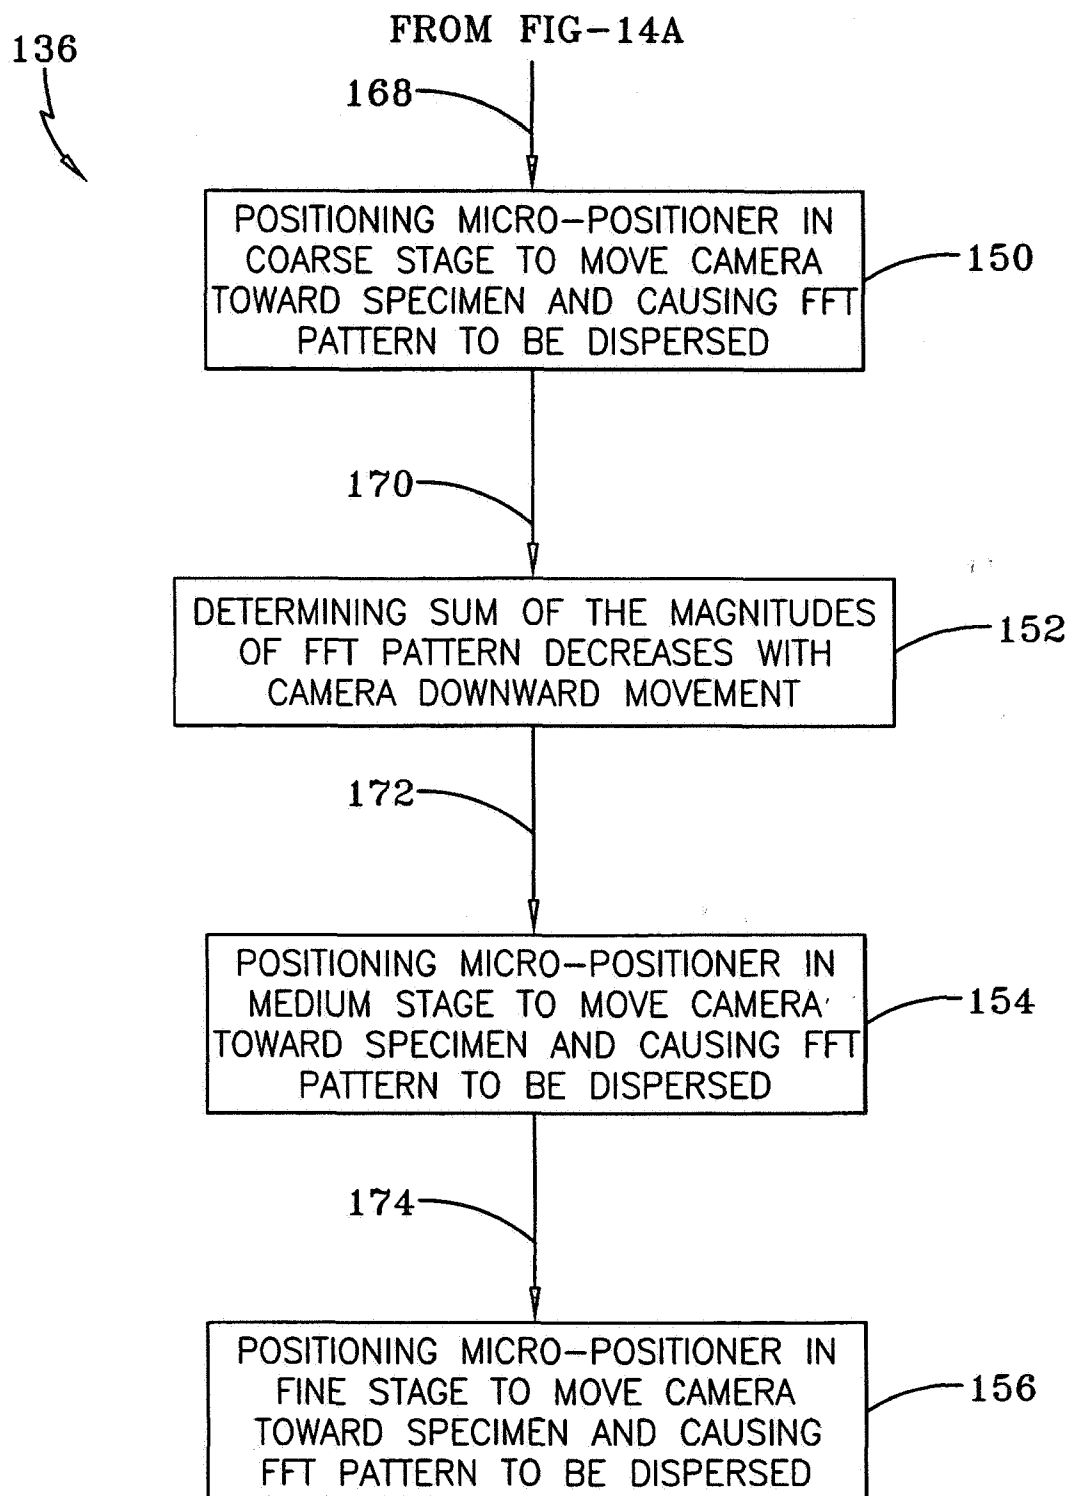 FROM FIG-14A
136
168
POSITIONING MICRO-POSITIONER IN
COARSE STAGE TO MOVE CAMERA
TOWARD SPECIMEN AND CAUSING FFT
PATTERN TO BE DISPERSED
150
170
DETERMINING SUM OF THE MAGNITUDES
OF FFT PATTERN DECREASES WITH
CAMERA DOWNWARD MOVEMENT
152
172
POSITIONING MICRO-POSITIONER IN
MEDIUM STAGE TO MOVE CAMERA
TOWARD SPECIMEN AND CAUSING FFT
PATTERN TO BE DISPERSED
154
174
POSITIONING MICRO-POSITIONER IN
FINE STAGE TO MOVE CAMERA
TOWARD SPECIMEN AND CAUSING
FFT PATTERN TO BE DISPERSED
156